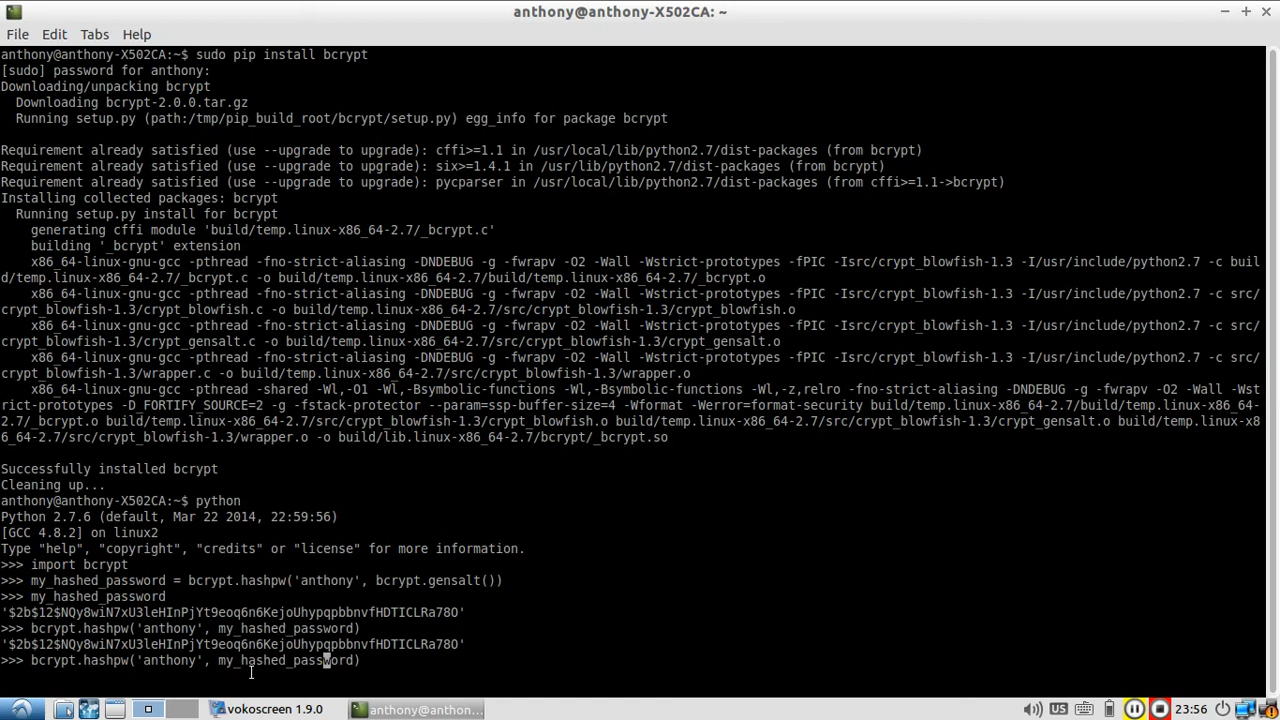 anthony@anthony-X502CA: ~
File Edit Tabs Help
anthony@anthony-X502CA:~$ sudo pip install bcrypt
[sudo] password for anthony:
Downloading/unpacking bcrypt
  Downloading bcrypt-2.0.0.tar.gz
  Running setup.py (path:/tmp/pip_build_root/bcrypt/setup.py) egg_info for package bcrypt
Requirement already satisfied (use --upgrade to upgrade): cffi>=1.1 in /usr/local/lib/python2.7/dist-packages (from bcrypt)
Requirement already satisfied (use --upgrade to upgrade): six>=1.4.1 in /usr/local/lib/python2.7/dist-packages (from bcrypt)
Requirement already satisfied (use --upgrade to upgrade): pycparser in /usr/local/lib/python2.7/dist-packages (from cffi>=1.1->bcrypt)
Installing collected packages: bcrypt
  Running setup.py install for bcrypt
    generating cffi module 'build/temp.linux-x86_64-2.7/_bcrypt.c'
    building '_bcrypt' extension
    x86_64-linux-gnu-gcc -pthread -fno-strict-aliasing -DNDEBUG -g -fwrapv -O2 -Wall -Wstrict-prototypes -fPIC -Isrc/crypt_blowfish-1.3 -I/usr/include/python2.7 -c buil
d/temp.linux-x86_64-2.7/_bcrypt.c -o build/temp.linux-x86_64-2.7/build/temp.linux-x86_64-2.7/_bcrypt.o
    x86_64-linux-gnu-gcc -pthread -fno-strict-aliasing -DNDEBUG -g -fwrapv -O2 -Wall -Wstrict-prototypes -fPIC -Isrc/crypt_blowfish-1.3 -I/usr/include/python2.7 -c src/
crypt_blowfish-1.3/crypt_blowfish.c -o build/temp.linux-x86_64-2.7/src/crypt_blowfish-1.3/crypt_blowfish.o
    x86_64-linux-gnu-gcc -pthread -fno-strict-aliasing -DNDEBUG -g -fwrapv -O2 -Wall -Wstrict-prototypes -fPIC -Isrc/crypt_blowfish-1.3 -I/usr/include/python2.7 -c src/
crypt_blowfish-1.3/crypt_gensalt.c -o build/temp.linux-x86_64-2.7/src/crypt_blowfish-1.3/crypt_gensalt.o
    x86_64-linux-gnu-gcc -pthread -fno-strict-aliasing -DNDEBUG -g -fwrapv -O2 -Wall -Wstrict-prototypes -fPIC -Isrc/crypt_blowfish-1.3 -I/usr/include/python2.7 -c src/
crypt_blowfish-1.3/wrapper.c -o build/temp.linux-x86_64-2.7/src/crypt_blowfish-1.3/wrapper.o
    x86_64-linux-gnu-gcc -pthread -shared -Wl,-O1 -Wl,-Bsymbolic-functions -Wl,-Bsymbolic-functions -Wl,-z,relro -fno-strict-aliasing -DNDEBUG -g -fwrapv -O2 -Wall -Wst
rict-prototypes -D_FORTIFY_SOURCE=2 -g -fstack-protector --param=ssp-buffer-size=4 -Wformat -Werror=format-security build/temp.linux-x86_64-2.7/build/temp.linux-x86_64-
2.7/_bcrypt.o build/temp.linux-x86_64-2.7/src/crypt_blowfish-1.3/crypt_blowfish.o build/temp.linux-x86_64-2.7/src/crypt_blowfish-1.3/crypt_gensalt.o build/temp.linux-x8
6_64-2.7/src/crypt_blowfish-1.3/wrapper.o -o build/lib.linux-x86_64-2.7/bcrypt/_bcrypt.so
Successfully installed bcrypt
Cleaning up...
anthony@anthony-X502CA:~$ python
Python 2.7.6 (default, Mar 22 2014, 22:59:56)
[GCC 4.8.2] on linux2
Type "help", "copyright", "credits" or "license" for more information.
>>> import bcrypt
>>> my_hashed_password = bcrypt.hashpw('anthony', bcrypt.gensalt())
>>> my_hashed_password
'$2b$12$NQy8wiN7xU3leHInPjYt9eoq6n6KejoUhypqpbbnvfHDTICLRa78O'
>>> bcrypt.hashpw('anthony', my_hashed_password)
'$2b$12$NQy8wiN7xU3leHInPjYt9eoq6n6KejoUhypqpbbnvfHDTICLRa78O'
>>> bcrypt.hashpw('anthony', my_hashed_password)
vokoscreen 1.9.0 anthony@anthon... US 23:56